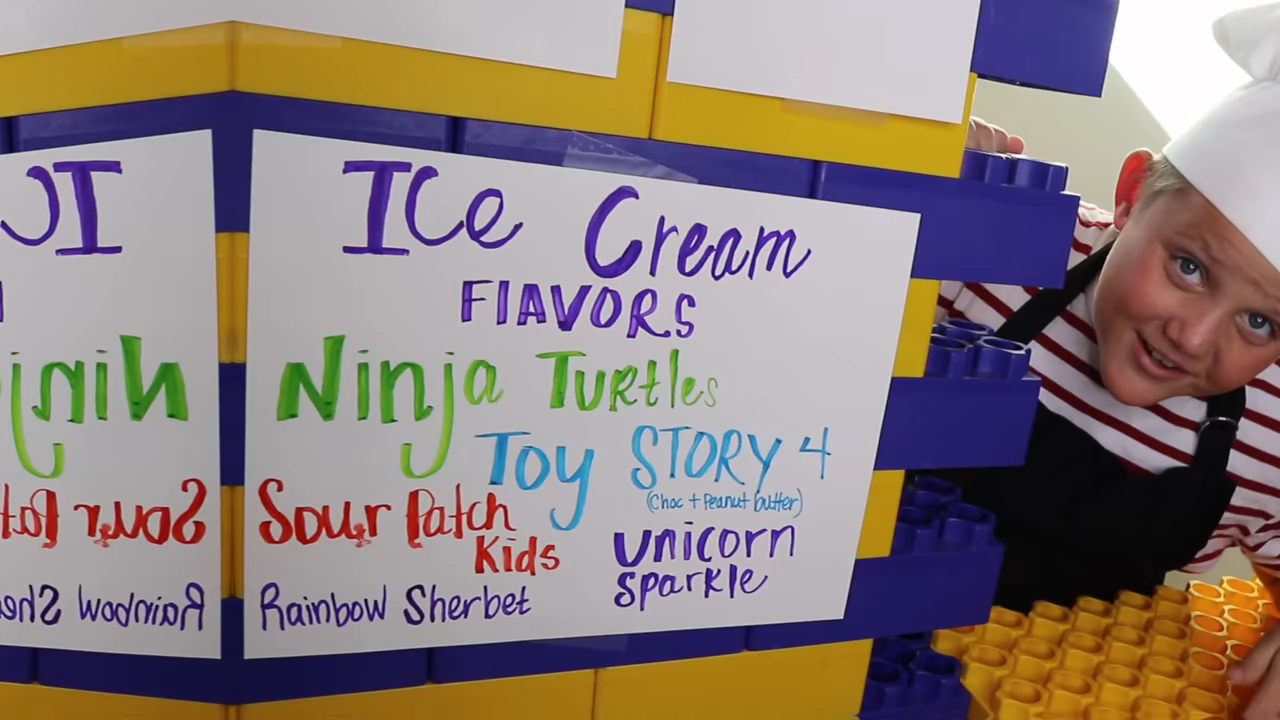 Ice Cream
FLAVORS
Ninja Turtles
Toy STORY 4
(Choc + Peanut butter)
Sour Patch
Kids
unicorn
sparkle
Rainbow Sherbet